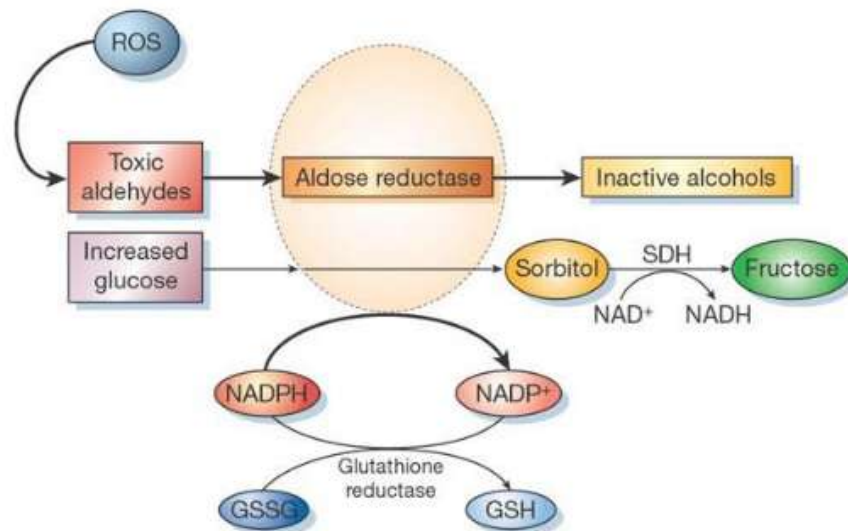 ROS
Toxic
aldehydes
Aldose reductase
Inactive alcohols
Increased
glucose
Sorbitol
SDH
Fructose
NAD⁺
NADH
NADPH
NADP⁺
Glutathione
reductase
GSSG
GSH